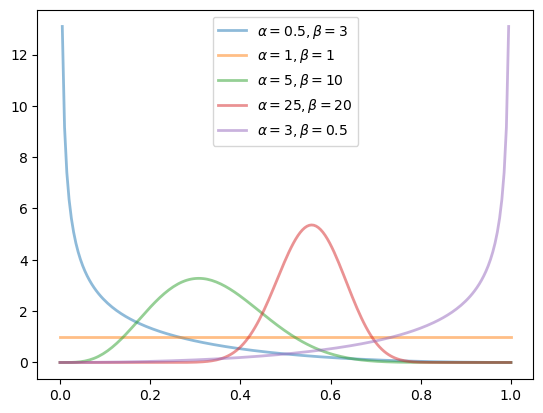 α = 0.5, β = 3
α = 1, β = 1
α = 5, β = 10
α = 25, β = 20
α = 3, β = 0.5
12
10
8
6
4
2
0
0.0 0.2 0.4 0.6 0.8 1.0